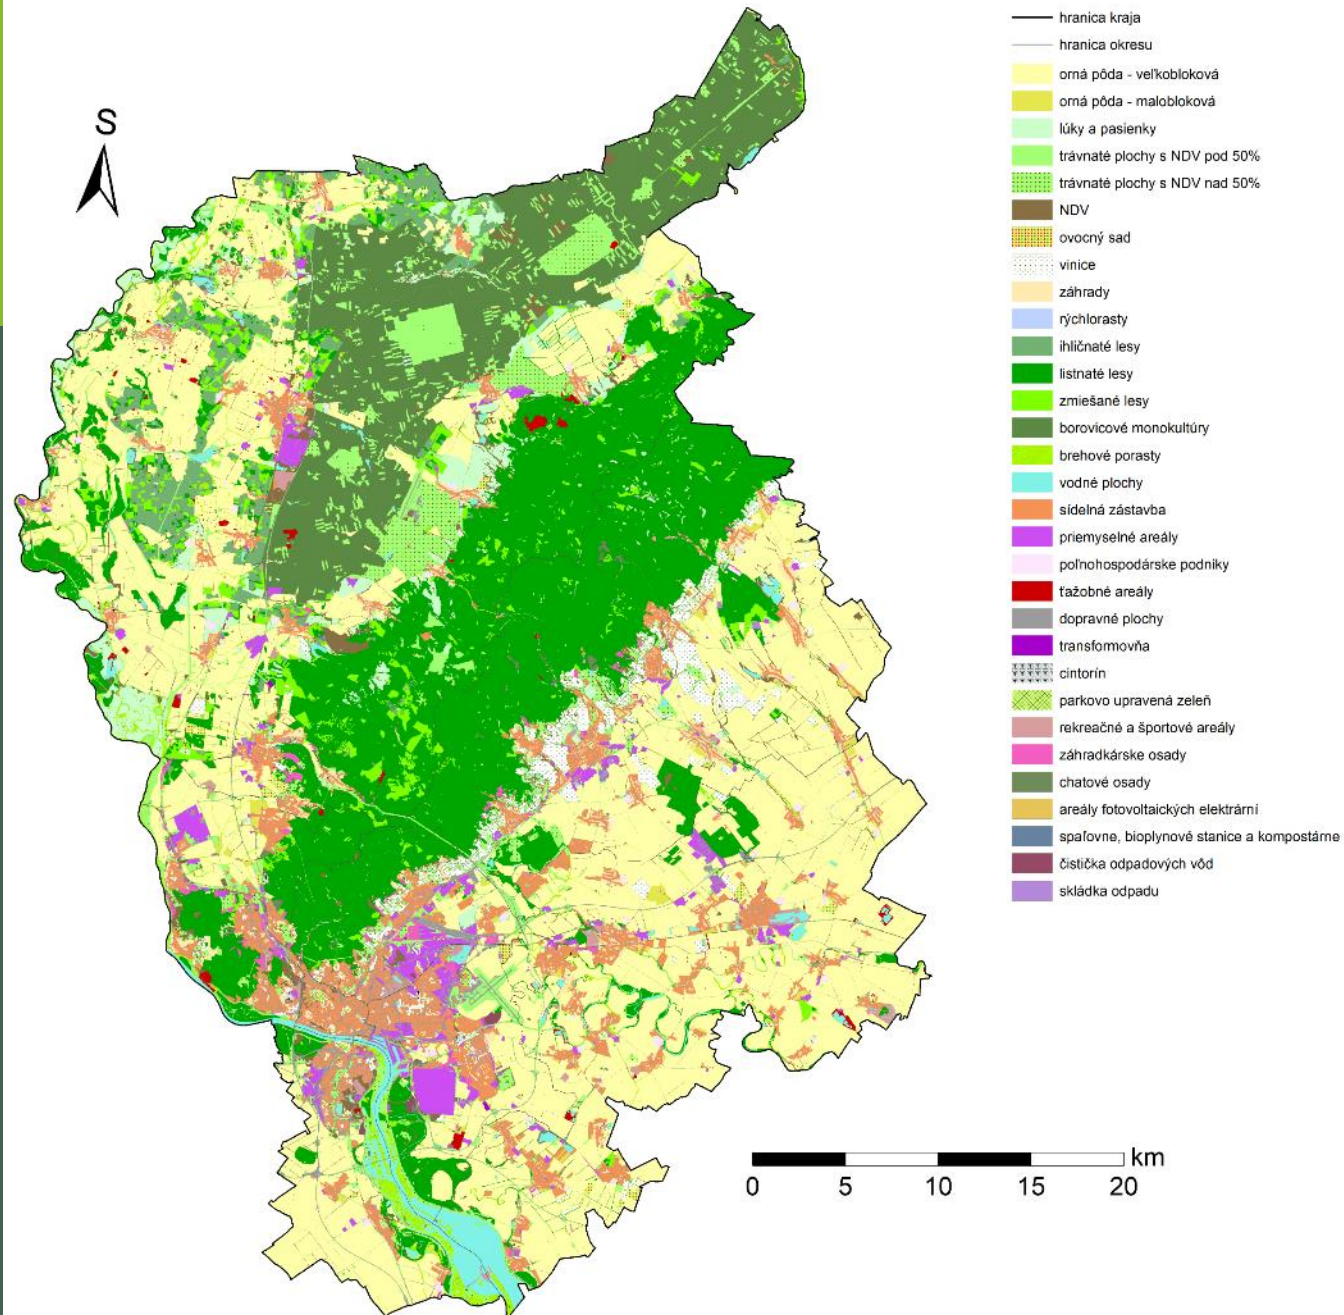 S
hranica kraja
hranica okresu
orná pôda - veľkobloková
orná pôda - malobloková
lúky a pasienky
trávnaté plochy s NDV pod 50%
trávnaté plochy s NDV nad 50%
NDV
ovocný sad
vinice
záhrady
rýchlorasty
ihličnaté lesy
listnaté lesy
zmiešané lesy
borovicové monokultúry
brehové porasty
vodné plochy
sídelná zástavba
priemyselné areály
poľnohospodárske podniky
ťažobné areály
dopravné plochy
transformovňa
cintorín
parkovo upravená zeleň
rekreačné a športové areály
záhradkárske osady
chatové osady
areály fotovoltaických elektrární
spaľovne, bioplynové stanice a kompostárne
čistička odpadových vôd
skládka odpadu
km
0 5 10 15 20